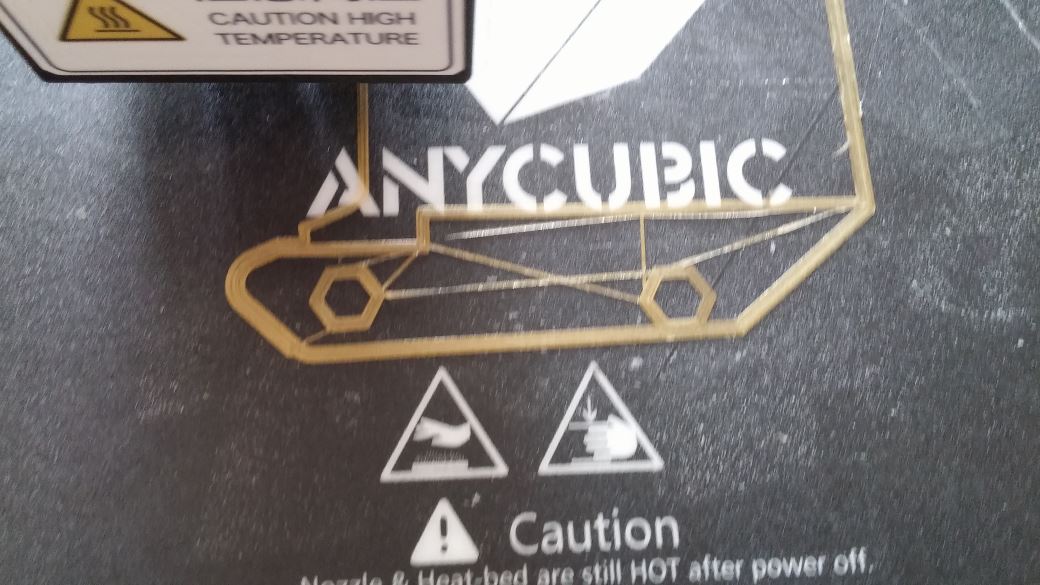 CAUTION HIGH
TEMPERATURE
ANYCUBIC
Caution
Nozzle & Heat-bed are still HOT after power off,